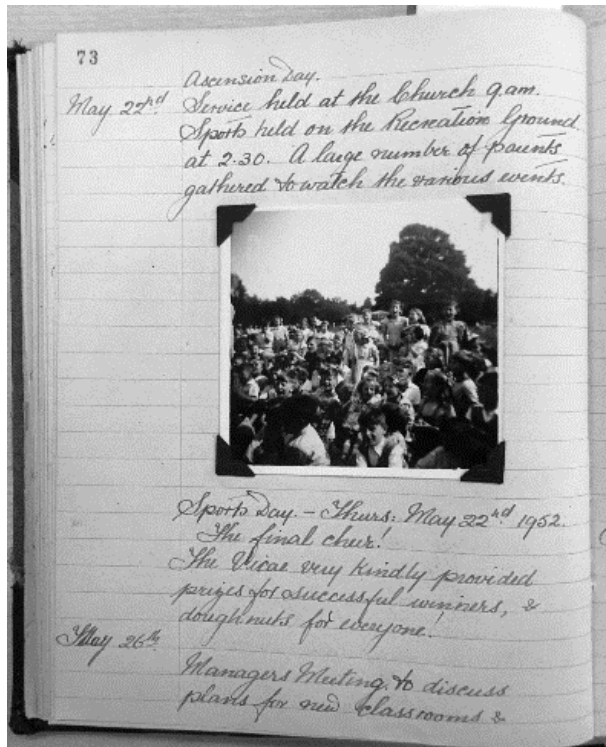 73
Ascension Day.
May 22nd Service held at the Church 9 a.m.
Sports held on the Recreation Ground
at 2.30. A large number of parents
gathered to watch the various events.
Sports Day. – Thurs: May 22nd 1952.
The final cheer!
The Vicar very kindly provided
prizes for successful winners, &
doughnuts for everyone!
May 26th.
Managers Meeting to discuss
plans for new classrooms &